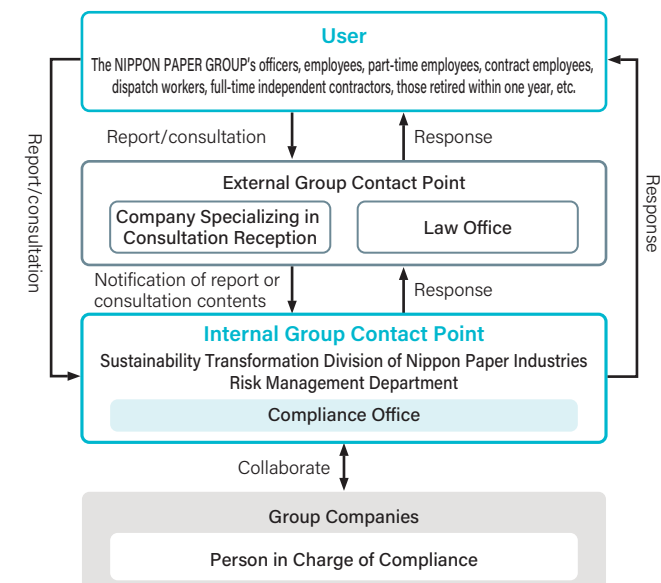 User
The NIPPON PAPER GROUP's officers, employees, part-time employees, contract employees,
dispatch workers, full-time independent contractors, those retired within one year, etc.
Report/consultation
Response
Report/consultation
Response
External Group Contact Point
Company Specializing in
Consultation Reception
Law Office
Notification of report or
consultation contents
Response
Internal Group Contact Point
Sustainability Transformation Division of Nippon Paper Industries
Risk Management Department
Compliance Office
Collaborate
Group Companies
Person in Charge of Compliance